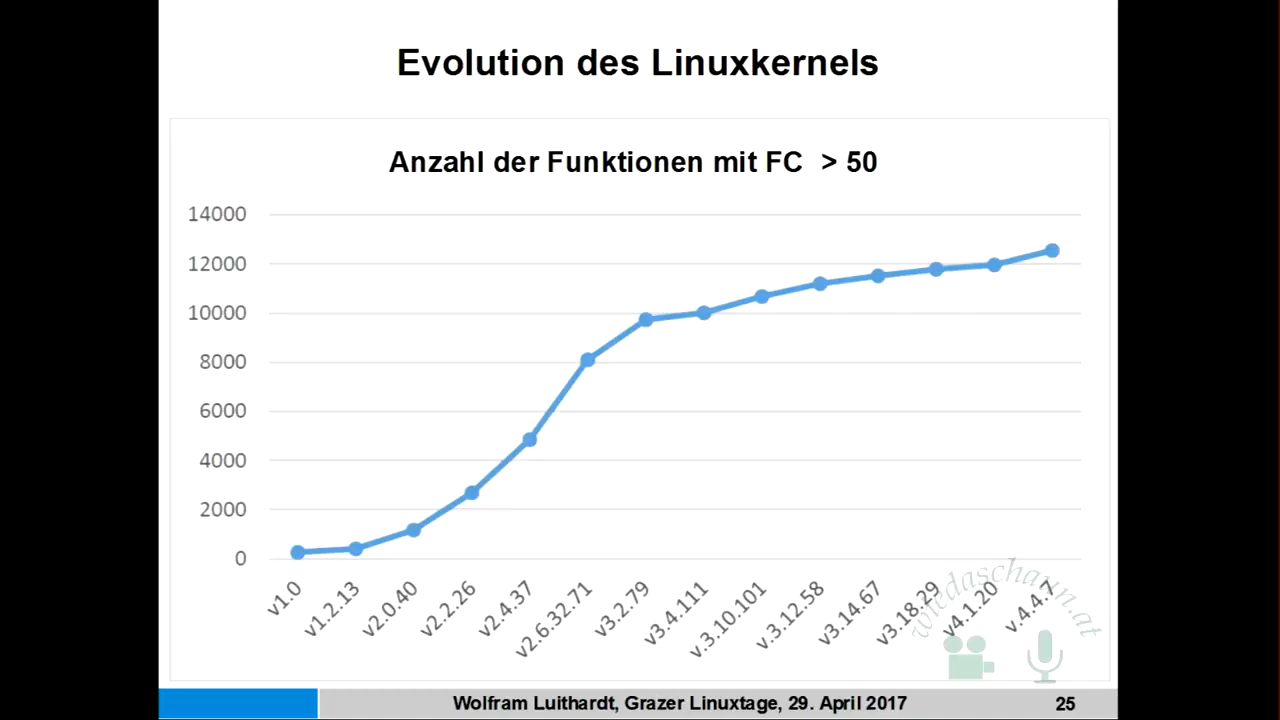 Evolution des Linuxkernels
Anzahl der Funktionen mit FC > 50
14000
12000
10000
8000
6000
4000
2000
0
v1.0
v1.2.13
v2.0.40
v2.2.26
v2.4.37
v2.6.32.71
v3.2.79
v3.4.111
v.3.10.101
v.3.12.58
v3.14.67
v3.18.29
v4.1.20
v.4.4.7
wiedaschaun.at
Wolfram Luithardt, Grazer Linuxtage, 29. April 2017
25